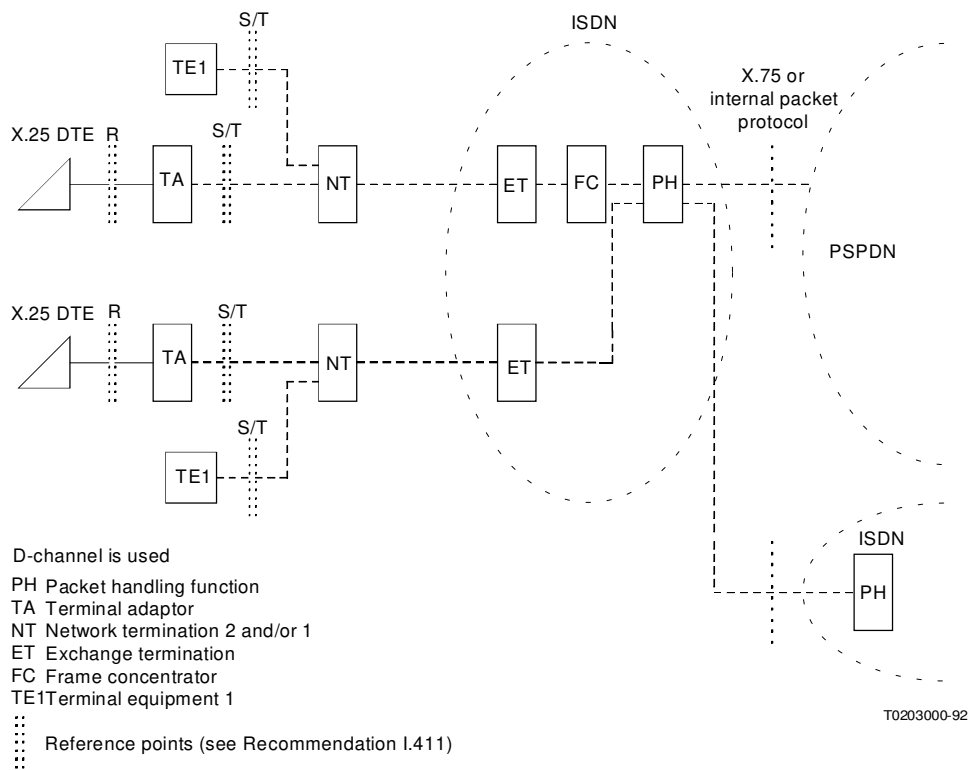 S/T
ISDN
TE1
X.75 or
internal packet
protocol
X.25 DTE R
S/T
TA
NT
ET
FC
PH
PSPDN
X.25 DTE R
S/T
TA
NT
ET
S/T
TE1
ISDN
PH
D-channel is used
PH Packet handling function
TA Terminal adaptor
NT Network termination 2 and/or 1
ET Exchange termination
FC Frame concentrator
TE1Terminal equipment 1
T0203000-92
Reference points (see Recommendation I.411)